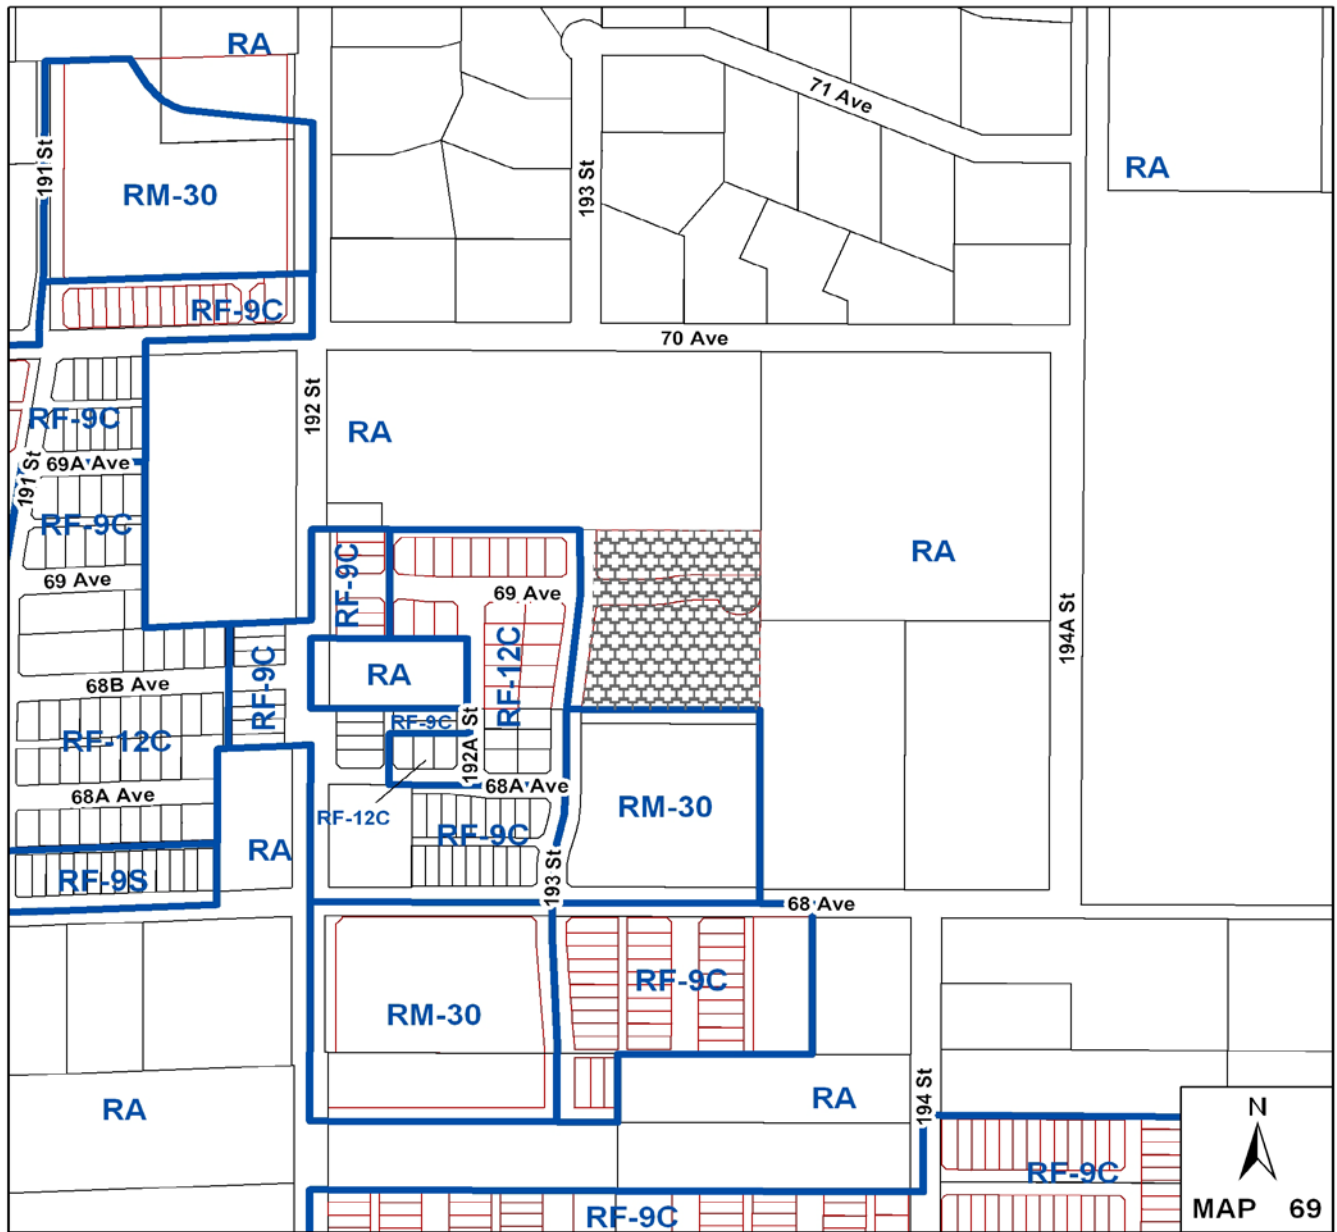 RA
71 Ave
191 St
RM-30
193 St
RA
RF-9C
70 Ave
192 St
RF-9C
RA
69A Ave
191 St
RF-9C
RA
69 Ave
RF-9C
69 Ave
194A St
RF-9C
RA
RF-12C
68B Ave
RF-9C
192A St
RF-12C
68A Ave
68A Ave
RF-12C
RM-30
RF-9C
RA
193 St
RF-9S
68 Ave
RF-9C
RM-30
194 St
RA
RA
N
RF-9C
MAP 69
RF-9C